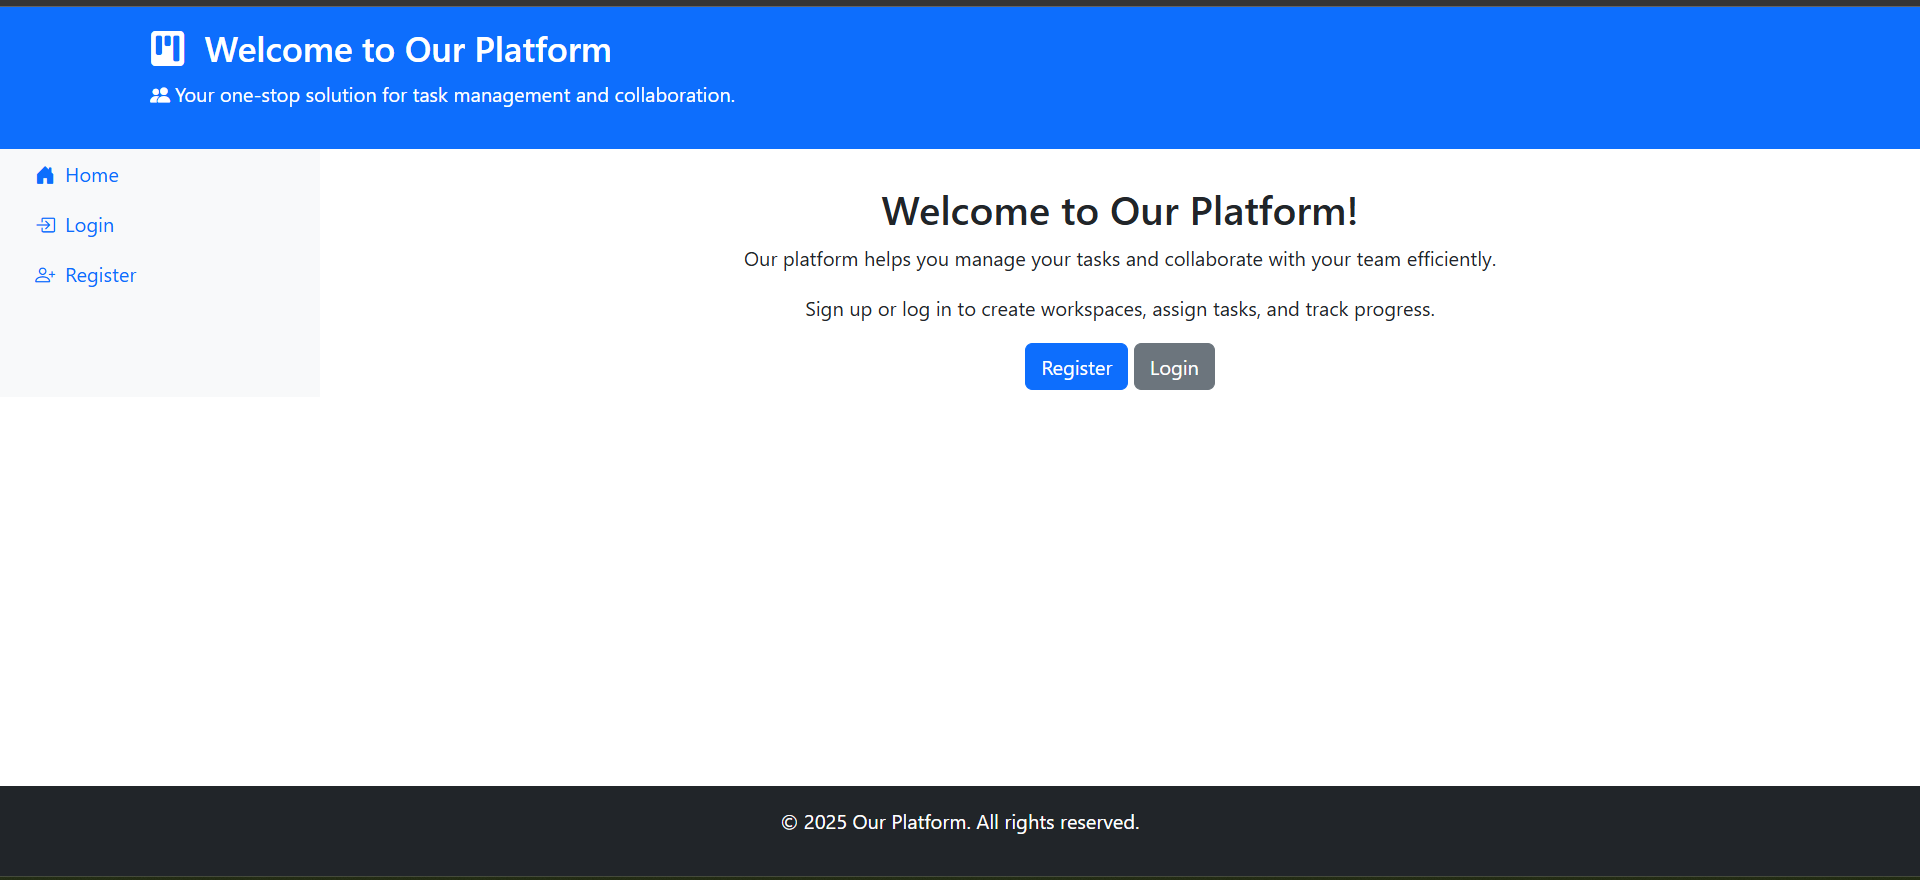 Welcome to Our Platform
Your one-stop solution for task management and collaboration.
Home
Login
Register
Welcome to Our Platform!
Our platform helps you manage your tasks and collaborate with your team efficiently.
Sign up or log in to create workspaces, assign tasks, and track progress.
Register Login
© 2025 Our Platform. All rights reserved.